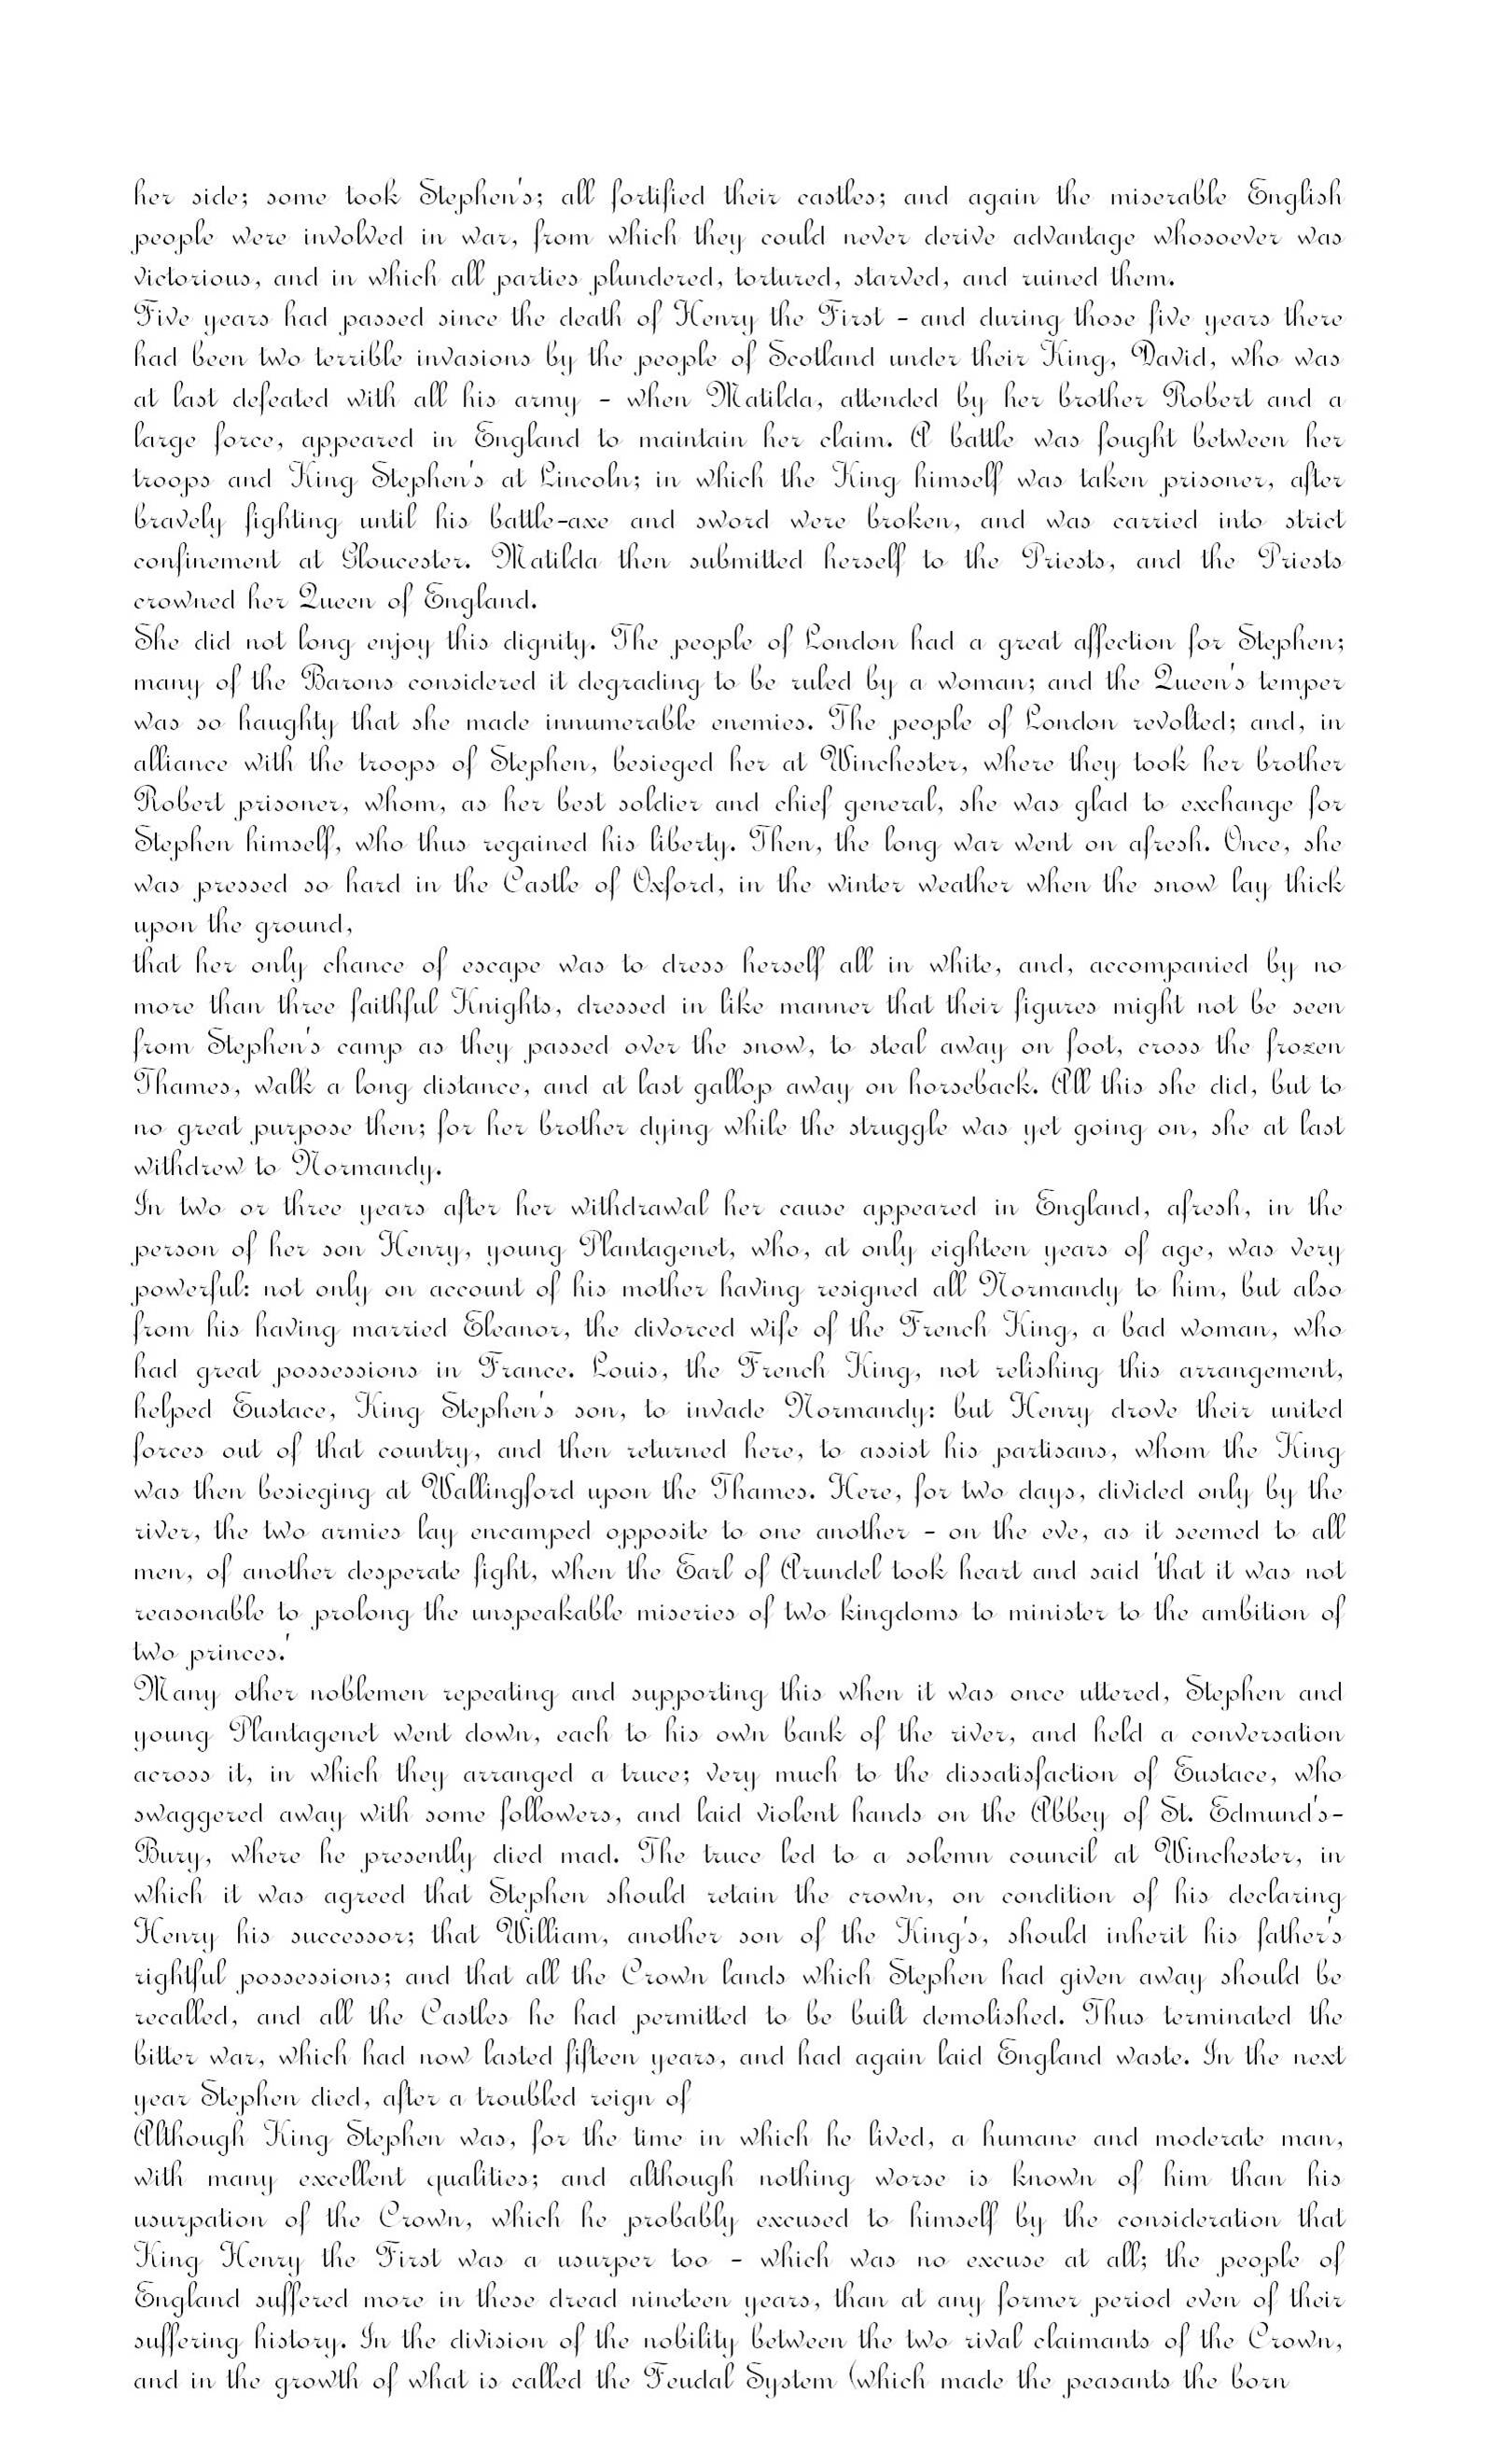 her side; some took Stephen's; all fortified their castles; and again the miserable English
people were involved in war, from which they could never derive advantage whosoever was
victorious, and in which all parties plundered, tortured, starved, and ruined them.
Five years had passed since the death of Henry the First - and during those five years there
had been two terrible invasions by the people of Scotland under their King, David, who was
at last defeated with all his army - when Matilda, attended by her brother Robert and a
large force, appeared in England to maintain her claim. A battle was fought between her
troops and King Stephen's at Lincoln; in which the King himself was taken prisoner, after
bravely fighting until his battle-axe and sword were broken, and was carried into strict
confinement at Gloucester. Matilda then submitted herself to the Priests, and the Priests
crowned her Queen of England.
She did not long enjoy this dignity. The people of London had a great affection for Stephen;
many of the Barons considered it degrading to be ruled by a woman; and the Queen's temper
was so haughty that she made innumerable enemies. The people of London revolted; and, in
alliance with the troops of Stephen, besieged her at Winchester, where they took her brother
Robert prisoner, whom, as her best soldier and chief general, she was glad to exchange for
Stephen himself, who thus regained his liberty. Then, the long war went on afresh. Once, she
was pressed so hard in the Castle of Oxford, in the winter weather when the snow lay thick
upon the ground,
that her only chance of escape was to dress herself all in white, and, accompanied by no
more than three faithful Knights, dressed in like manner that their figures might not be seen
from Stephen's camp as they passed over the snow, to steal away on foot, cross the frozen
Thames, walk a long distance, and at last gallop away on horseback. All this she did, but to
no great purpose then; for her brother dying while the struggle was yet going on, she at last
withdrew to Normandy.
In two or three years after her withdrawal her cause appeared in England, afresh, in the
person of her son Henry, young Plantagenet, who, at only eighteen years of age, was very
powerful: not only on account of his mother having resigned all Normandy to him, but also
from his having married Eleanor, the divorced wife of the French King, a bad woman, who
had great possessions in France. Louis, the French King, not relishing this arrangement,
helped Eustace, King Stephen's son, to invade Normandy: but Henry drove their united
forces out of that country, and then returned here, to assist his partisans, whom the King
was then besieging at Wallingford upon the Thames. Here, for two days, divided only by the
river, the two armies lay encamped opposite to one another - on the eve, as it seemed to all
men, of another desperate fight, when the Earl of Arundel took heart and said 'that it was not
reasonable to prolong the unspeakable miseries of two kingdoms to minister to the ambition of
two princes.'
Many other noblemen repeating and supporting this when it was once uttered, Stephen and
young Plantagenet went down, each to his own bank of the river, and held a conversation
across it, in which they arranged a truce; very much to the dissatisfaction of Eustace, who
swaggered away with some followers, and laid violent hands on the Abbey of St. Edmund's-
Bury, where he presently died mad. The truce led to a solemn council at Winchester, in
which it was agreed that Stephen should retain the crown, on condition of his declaring
Henry his successor; that William, another son of the King's, should inherit his father's
rightful possessions; and that all the Crown lands which Stephen had given away should be
recalled, and all the Castles he had permitted to be built demolished. Thus terminated the
bitter war, which had now lasted fifteen years, and had again laid England waste. In the next
year Stephen died, after a troubled reign of
Although King Stephen was, for the time in which he lived, a humane and moderate man,
with many excellent qualities; and although nothing worse is known of him than his
usurpation of the Crown, which he probably excused to himself by the consideration that
King Henry the First was a usurper too - which was no excuse at all; the people of
England suffered more in these dread nineteen years, than at any former period even of their
suffering history. In the division of the nobility between the two rival claimants of the Crown,
and in the growth of what is called the Feudal System (which made the peasants the born